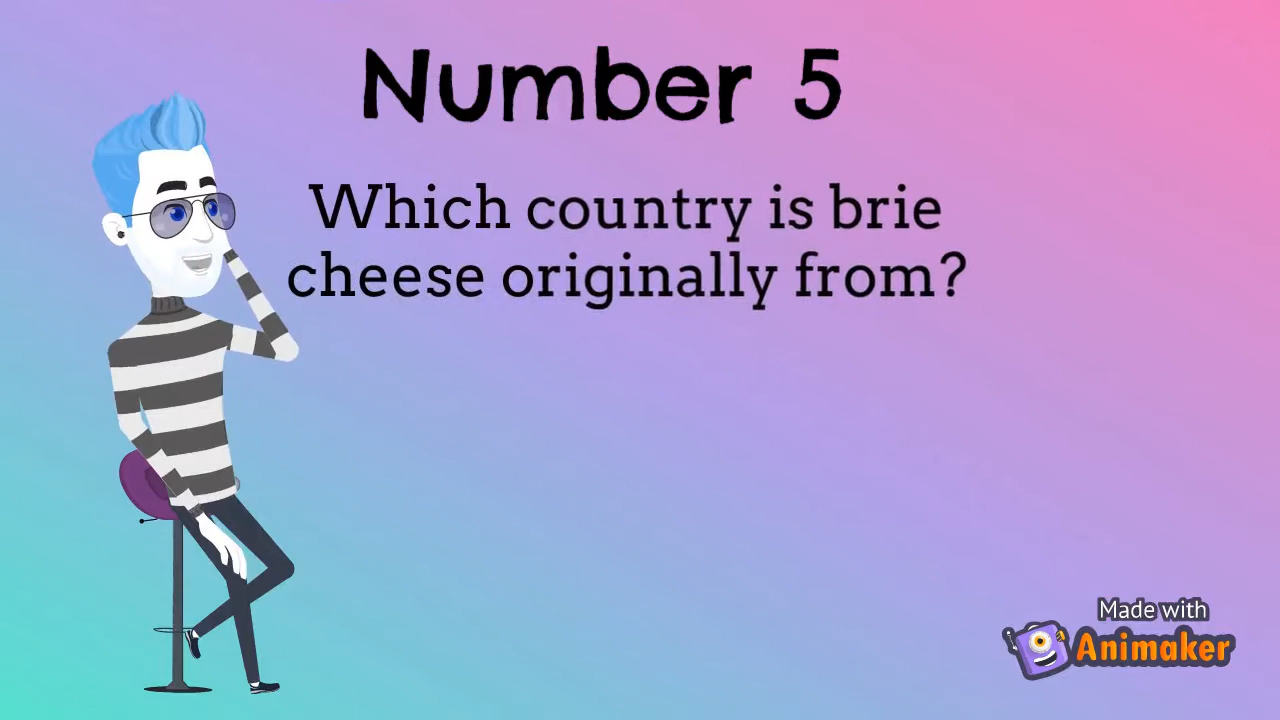 Number 5
Which country is brie
cheese originally from?
Made with
Animaker